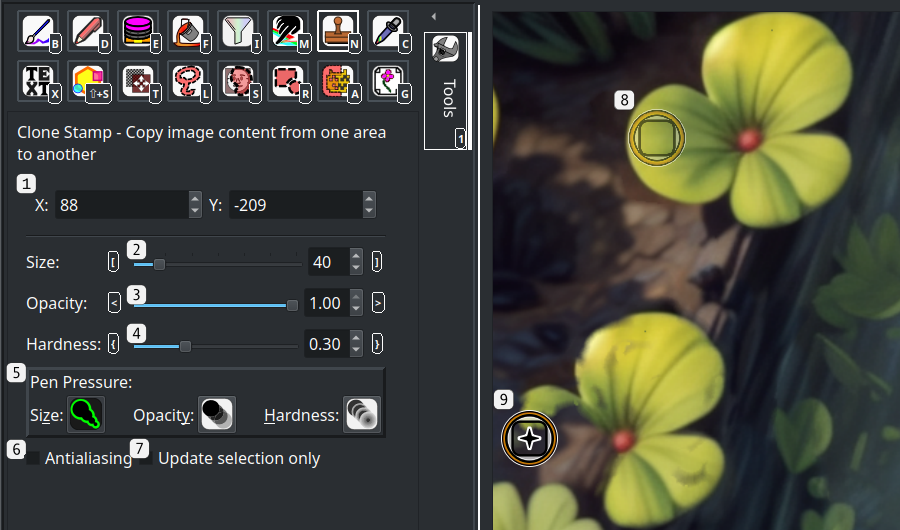 B D E F I M N C
TEXT X ⇧+S T L S R A G
Clone Stamp - Copy image content from one area
to another
1
X: 88 Y: -209
2
Size: [ 40 ]
3
Opacity: < 1.00 >
4
Hardness: { 0.30 }
5
Pen Pressure:
Size: Opacity: Hardness:
6 7
Antialiasing Update selection only
Tools
1
8
9